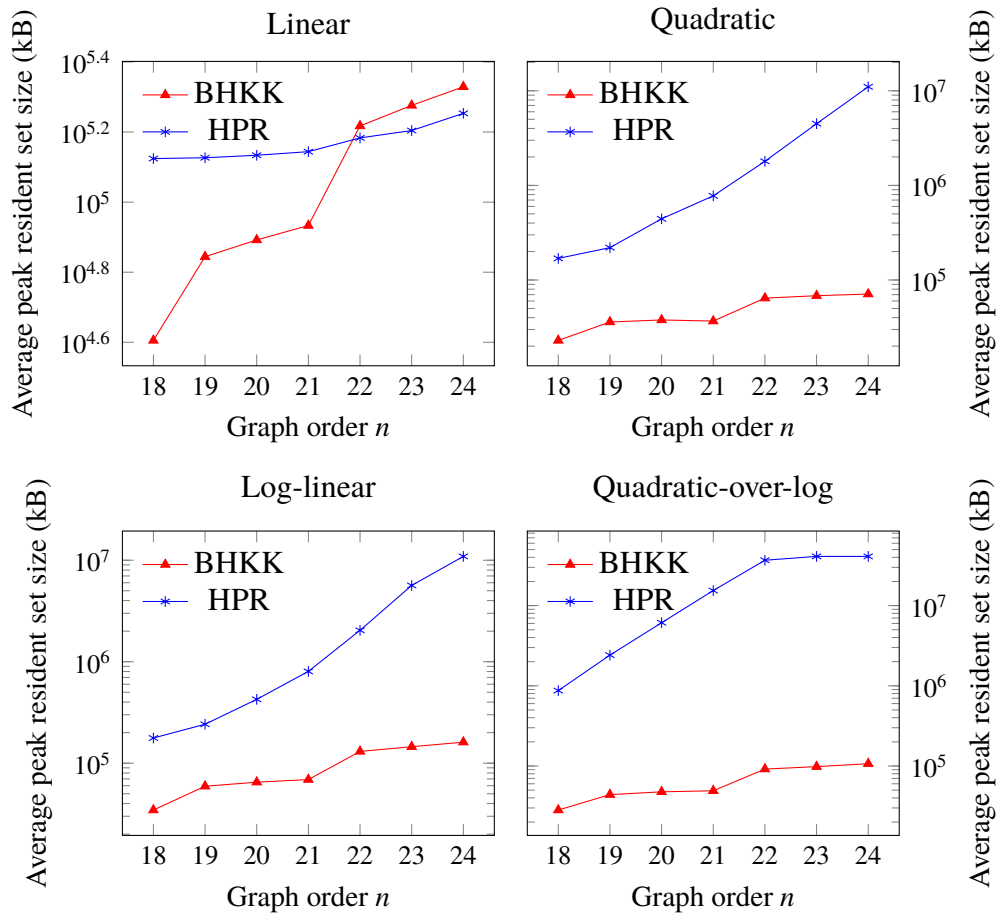 Linear
Average peak resident set size (kB)
10^5.4
10^5.2
10^5
10^4.8
10^4.6
BHKK
HPR
18 19 20 21 22 23 24
Graph order n
Quadratic
Average peak resident set size (kB)
10^7
10^6
10^5
BHKK
HPR
18 19 20 21 22 23 24
Graph order n
Log-linear
Average peak resident set size (kB)
10^7
10^6
10^5
BHKK
HPR
18 19 20 21 22 23 24
Graph order n
Quadratic-over-log
Average peak resident set size (kB)
10^7
10^6
10^5
BHKK
HPR
18 19 20 21 22 23 24
Graph order n